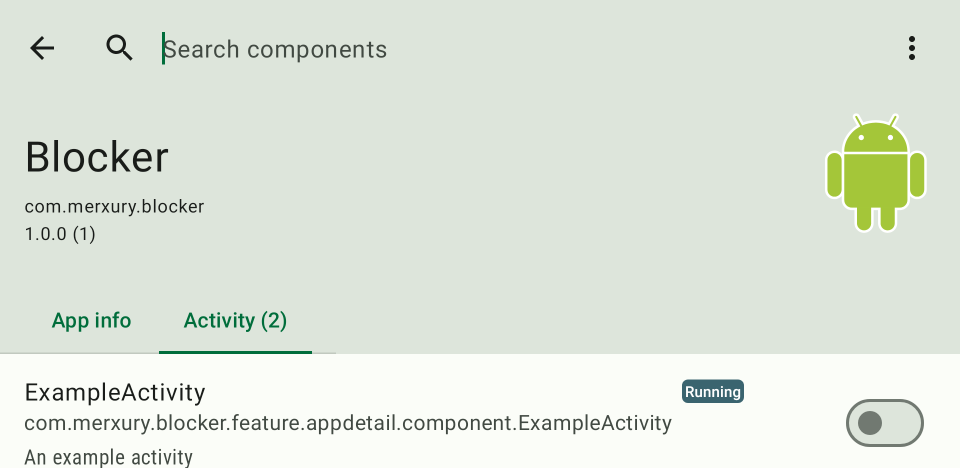 Search components
Blocker
com.merxury.blocker
1.0.0 (1)
App info
Activity (2)
ExampleActivity
Running
com.merxury.blocker.feature.appdetail.component.ExampleActivity
An example activity